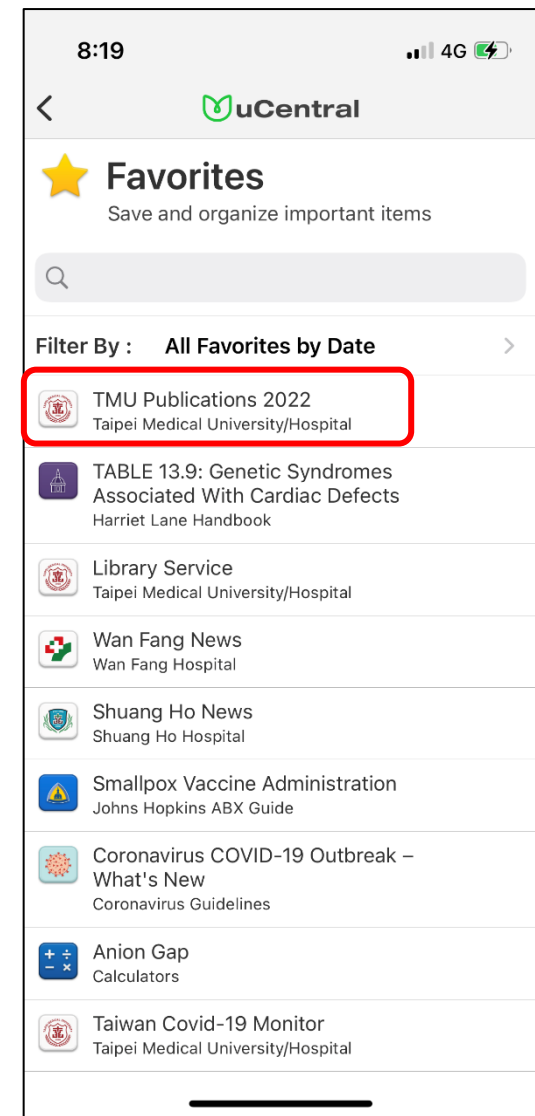 8:19
4G
uCentral
Favorites
Save and organize important items
Filter By : All Favorites by Date
TMU Publications 2022
Taipei Medical University/Hospital
TABLE 13.9: Genetic Syndromes
Associated With Cardiac Defects
Harriet Lane Handbook
Library Service
Taipei Medical University/Hospital
Wan Fang News
Wan Fang Hospital
Shuang Ho News
Shuang Ho Hospital
Smallpox Vaccine Administration
Johns Hopkins ABX Guide
Coronavirus COVID-19 Outbreak –
What's New
Coronavirus Guidelines
Anion Gap
Calculators
Taiwan Covid-19 Monitor
Taipei Medical University/Hospital